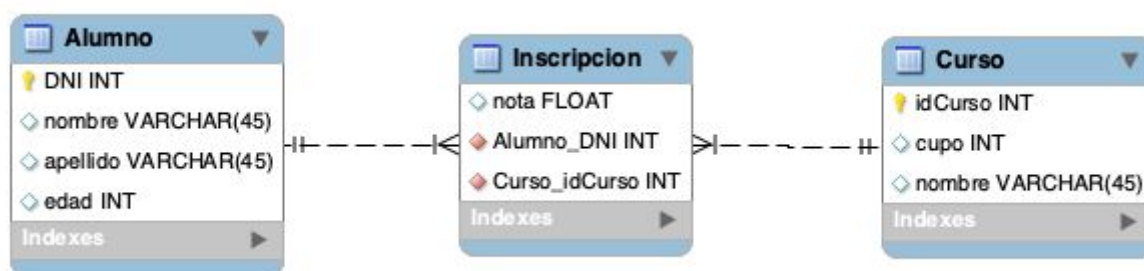 Alumno
DNI INT
nombre VARCHAR(45)
apellido VARCHAR(45)
edad INT
Indexes
Inscripcion
nota FLOAT
Alumno_DNI INT
Curso_idCurso INT
Indexes
Curso
idCurso INT
cupo INT
nombre VARCHAR(45)
Indexes